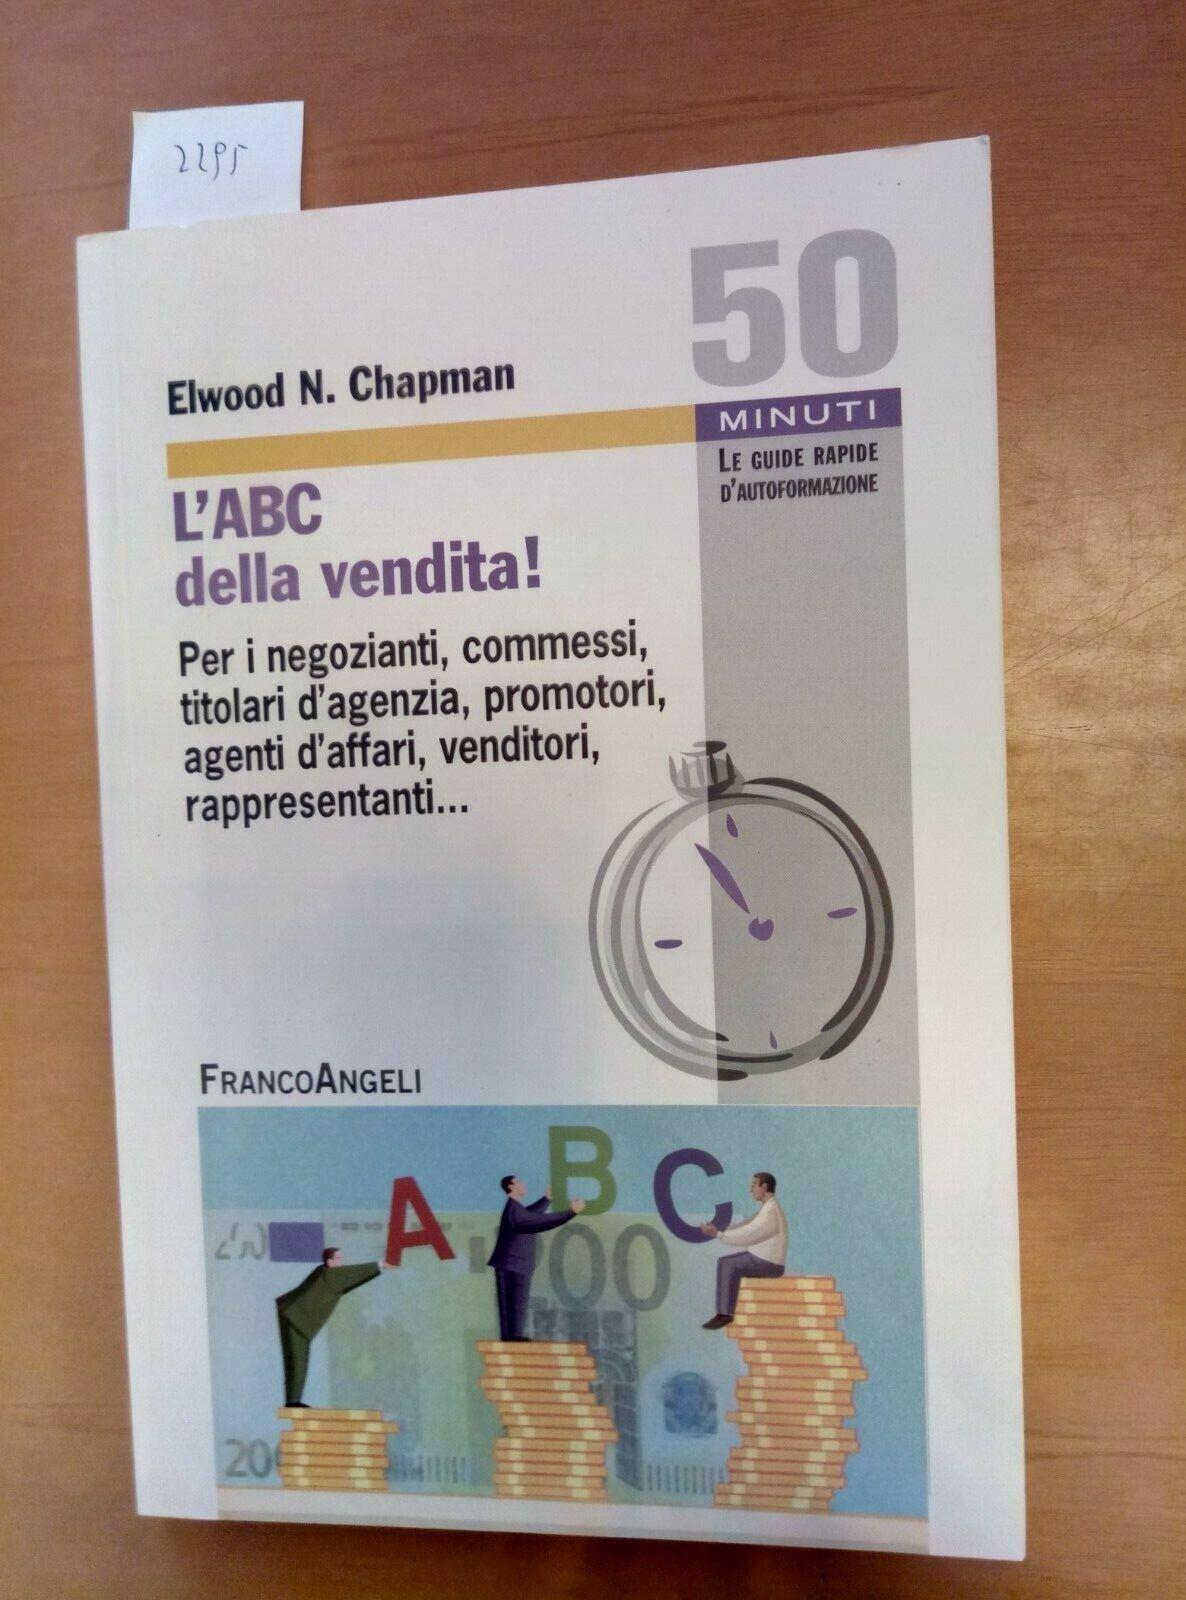 2295
50
MINUTI
LE GUIDE RAPIDE
D'AUTOFORMAZIONE
Elwood N. Chapman
L'ABC
della vendita!
Per i negozianti, commessi,
titolari d'agenzia, promotori,
agenti d'affari, venditori,
rappresentanti...
FRANCOANGELI
A B C
200